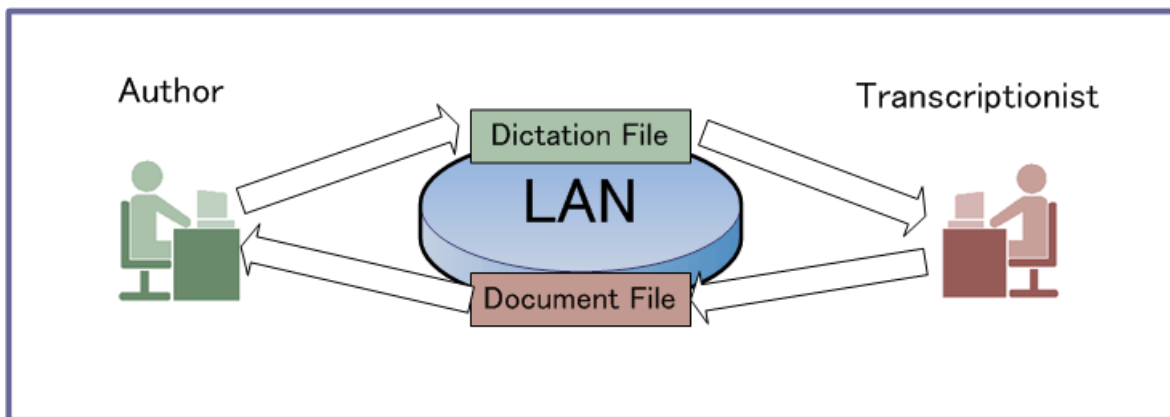 Author
Transcriptionist
Dictation File
LAN
Document File